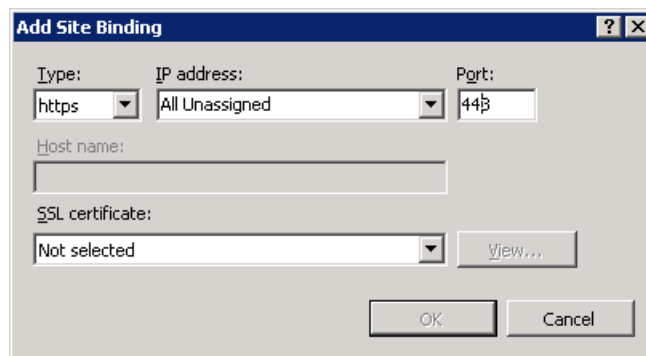 Add Site Binding
Type: IP address: Port:
https All Unassigned 443
Host name:
SSL certificate:
Not selected View...
OK Cancel